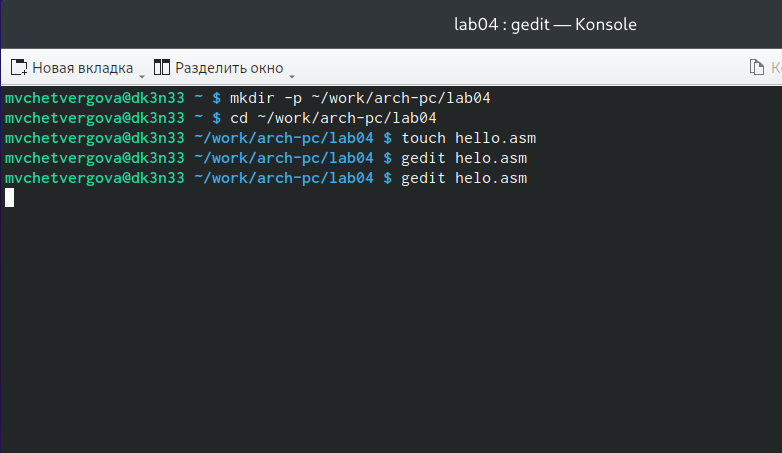 lab04 : gedit — Konsole
Новая вкладка Разделить окно
mvchetvergova@dk3n33 ~ $ mkdir -p ~/work/arch-pc/lab04
mvchetvergova@dk3n33 ~ $ cd ~/work/arch-pc/lab04
mvchetvergova@dk3n33 ~/work/arch-pc/lab04 $ touch hello.asm
mvchetvergova@dk3n33 ~/work/arch-pc/lab04 $ gedit helo.asm
mvchetvergova@dk3n33 ~/work/arch-pc/lab04 $ gedit helo.asm